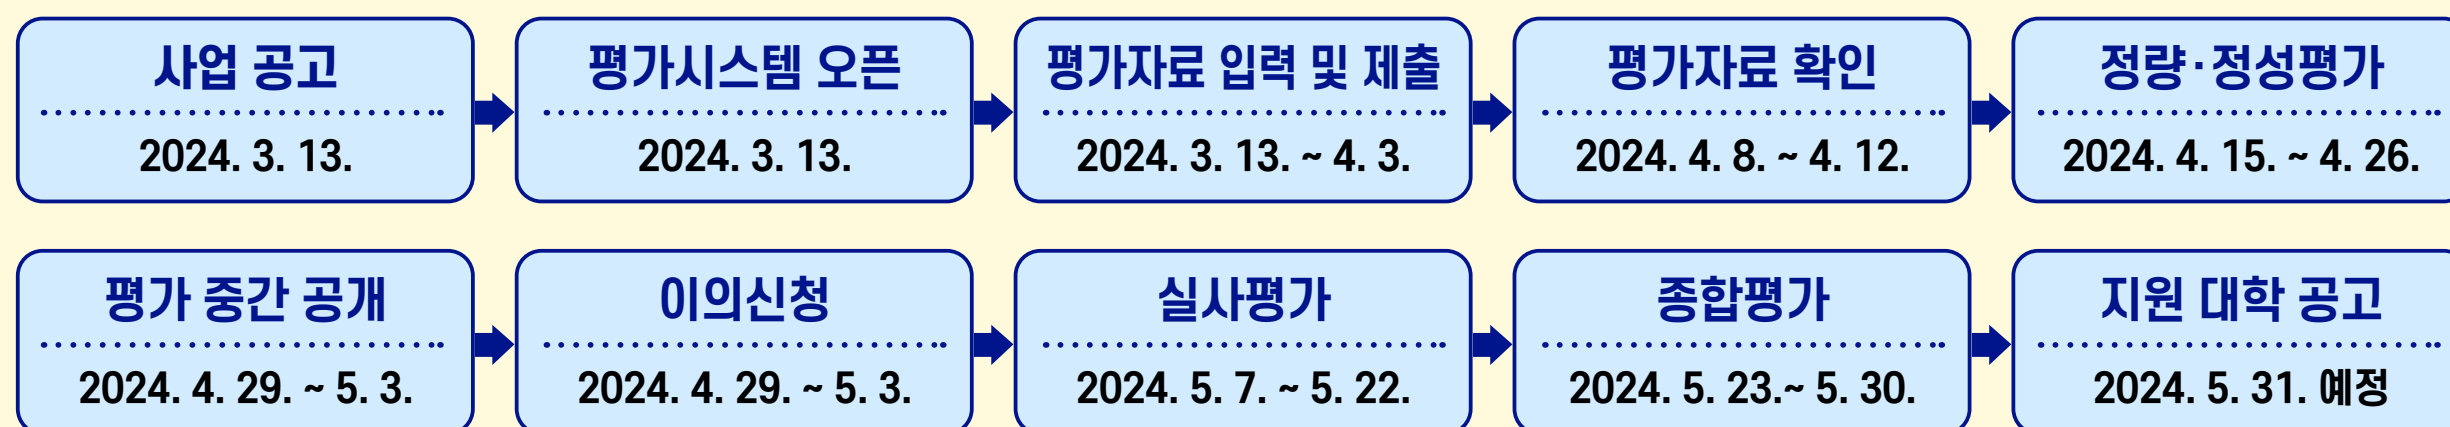 사업 공고
2024. 3. 13.
평가시스템 오픈
2024. 3. 13.
평가자료 입력 및 제출
2024. 3. 13. ~ 4. 3.
평가자료 확인
2024. 4. 8. ~ 4. 12.
정량·정성평가
2024. 4. 15. ~ 4. 26.
평가 중간 공개
2024. 4. 29. ~ 5. 3.
이의신청
2024. 4. 29. ~ 5. 3.
실사평가
2024. 5. 7. ~ 5. 22.
종합평가
2024. 5. 23.~ 5. 30.
지원 대학 공고
2024. 5. 31. 예정